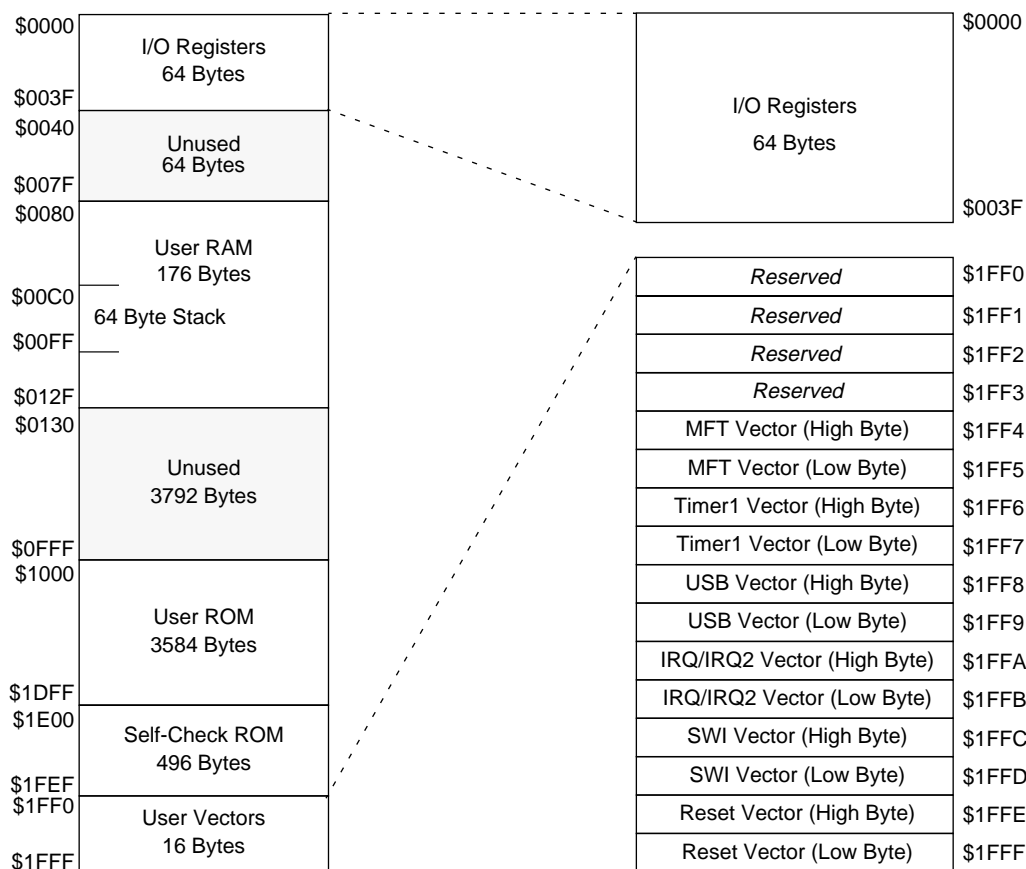 $0000
I/O Registers
64 Bytes
$003F
$0040
Unused
64 Bytes
$007F
$0080
User RAM
176 Bytes
$00C0
64 Byte Stack
$00FF
$012F
$0130
Unused
3792 Bytes
$0FFF
$1000
User ROM
3584 Bytes
$1DFF
$1E00
Self-Check ROM
496 Bytes
$1FEF
$1FF0
User Vectors
16 Bytes
$1FFF
$0000
I/O Registers
64 Bytes
$003F
Reserved $1FF0
Reserved $1FF1
Reserved $1FF2
Reserved $1FF3
MFT Vector (High Byte) $1FF4
MFT Vector (Low Byte) $1FF5
Timer1 Vector (High Byte) $1FF6
Timer1 Vector (Low Byte) $1FF7
USB Vector (High Byte) $1FF8
USB Vector (Low Byte) $1FF9
IRQ/IRQ2 Vector (High Byte) $1FFA
IRQ/IRQ2 Vector (Low Byte) $1FFB
SWI Vector (High Byte) $1FFC
SWI Vector (Low Byte) $1FFD
Reset Vector (High Byte) $1FFE
Reset Vector (Low Byte) $1FFF